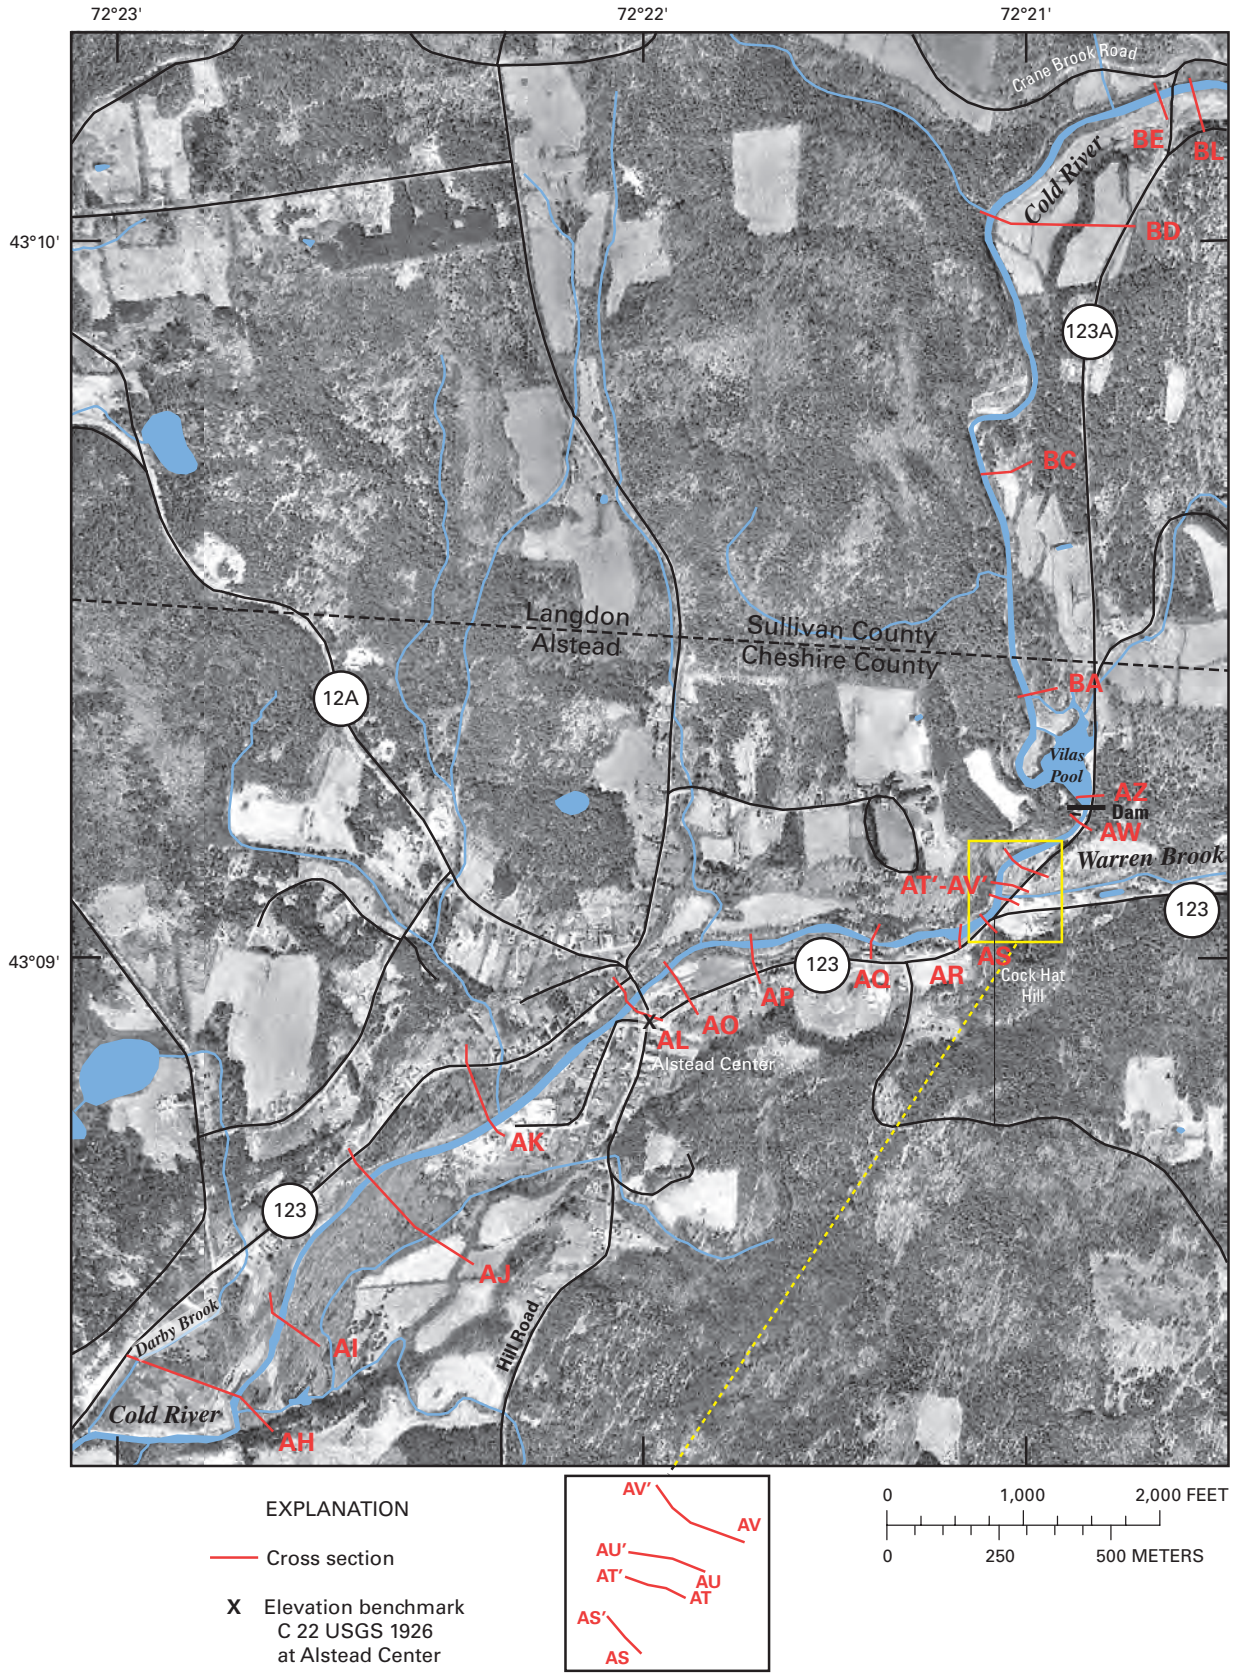 72°23'
72°22'
72°21'
Crane Brook Road
BE
BL
Cold River
43°10'
BD
123A
BC
Langdon
Alstead
Sullivan County
Cheshire County
BA
12A
Vilas
Pool
AZ
Dam
AW
Warren Brook
AT'-AV'
123
43°09'
123
AQ
AR
AS
Cock Hat
Hill
AP
AO
AL
X
Alstead Center
AK
123
AJ
Darby Brook
Hill Road
AI
Cold River
AH
EXPLANATION
Cross section
X Elevation benchmark
C 22 USGS 1926
at Alstead Center
AV'
AV
AU'
AU
AT'
AT
AS'
AS
0 1,000 2,000 FEET
0 250 500 METERS